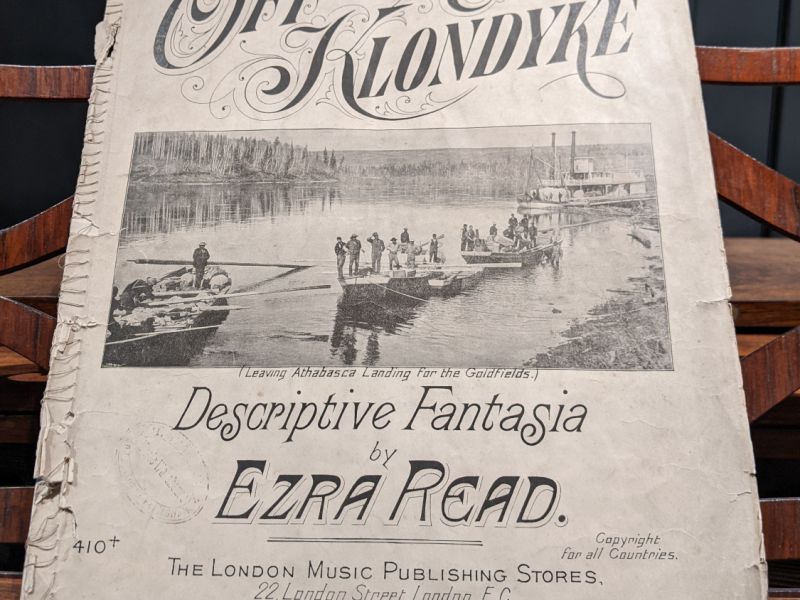 OFF
KLONDYKE
(Leaving Athabasca Landing for the Goldfields.)
Descriptive Fantasia
by
EZRA READ.
410+
Copyright
for all Countries.
THE LONDON MUSIC PUBLISHING STORES,
22, London Street London, E.C.